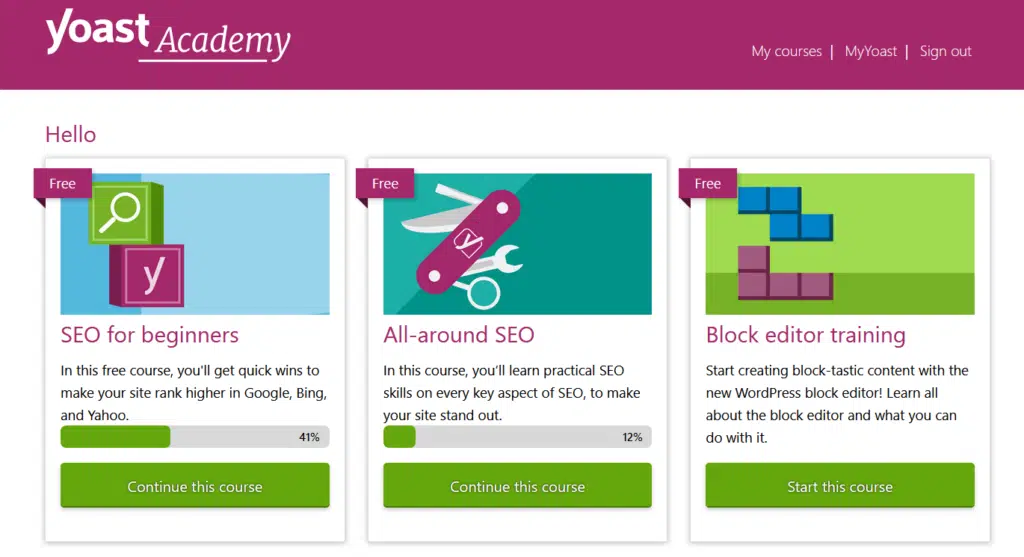 yoast Academy
My courses | MyYoast | Sign out
Hello
Free
y
SEO for beginners
In this free course, you'll get quick wins to
make your site rank higher in Google, Bing,
and Yahoo.
41%
Continue this course
Free
y
All-around SEO
In this course, you'll learn practical SEO
skills on every key aspect of SEO, to make
your site stand out.
12%
Continue this course
Free
Block editor training
Start creating block-tastic content with the
new WordPress block editor! Learn all
about the block editor and what you can
do with it.
Start this course